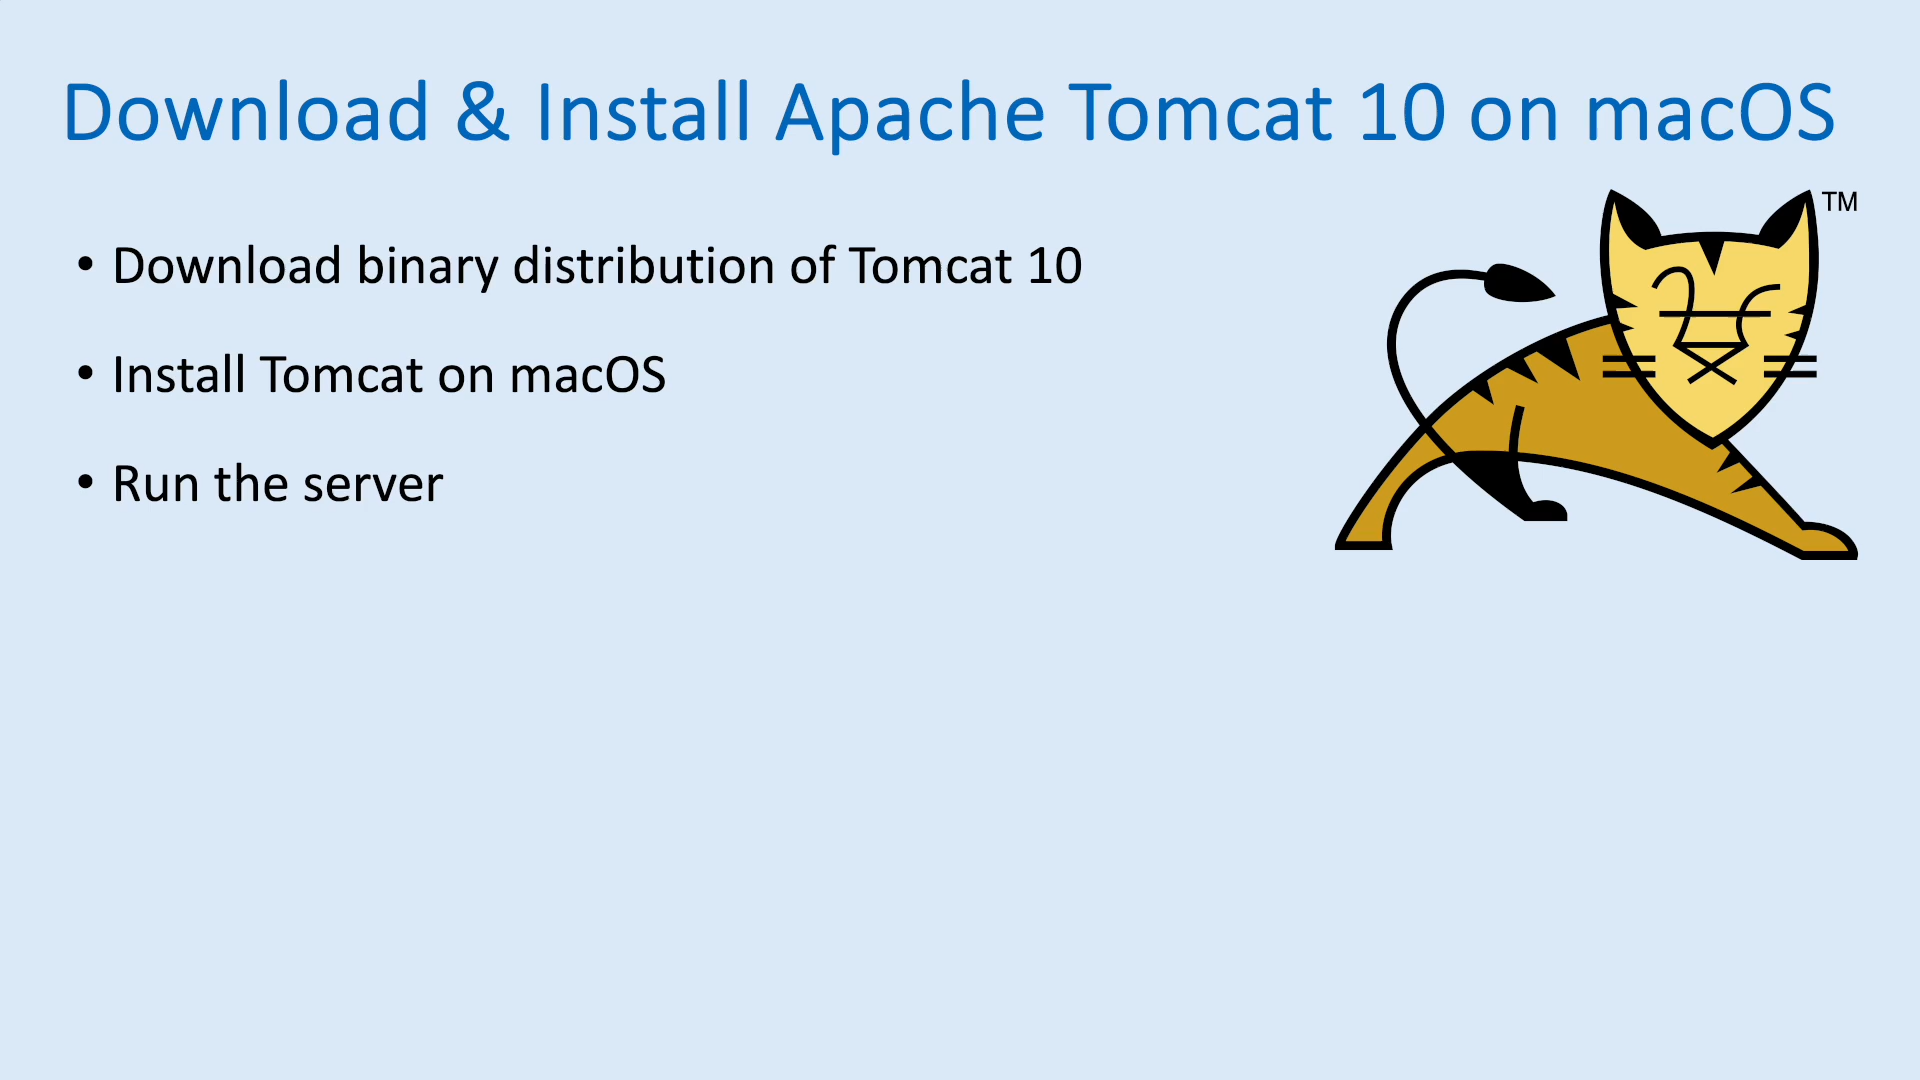 Download & Install Apache Tomcat 10 on macOS
TM
• Download binary distribution of Tomcat 10
• Install Tomcat on macOS
• Run the server